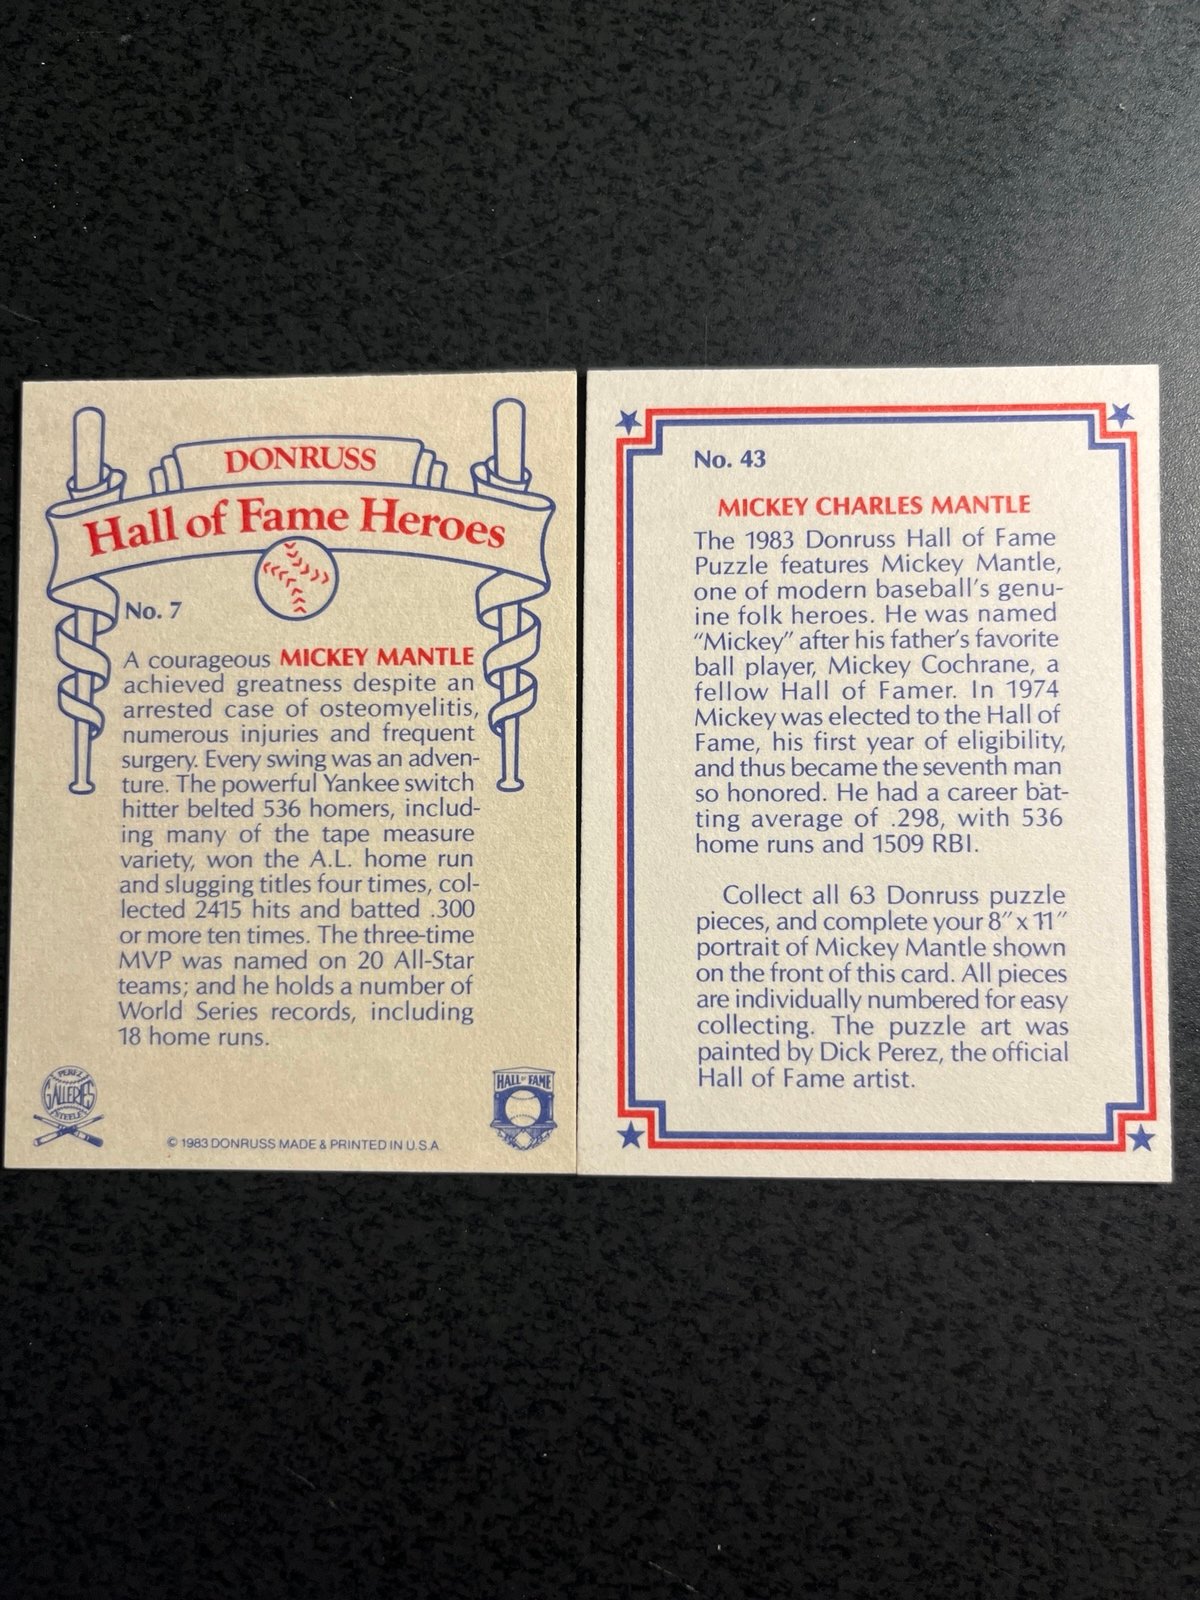 DONRUSS
Hall of Fame Heroes
No. 7
A courageous MICKEY MANTLE
achieved greatness despite an
arrested case of osteomyelitis,
numerous injuries and frequent
surgery. Every swing was an adven-
ture. The powerful Yankee switch
hitter belted 536 homers, includ-
ing many of the tape measure
variety, won the A.L. home run
and slugging titles four times, col-
lected 2415 hits and batted .300
or more ten times. The three-time
MVP was named on 20 All-Star
teams; and he holds a number of
World Series records, including
18 home runs.
PEREZ
GALLERIES
STEELE
HALL OF FAME
© 1983 DONRUSS MADE & PRINTED IN U.S.A.
No. 43
MICKEY CHARLES MANTLE
The 1983 Donruss Hall of Fame
Puzzle features Mickey Mantle,
one of modern baseball's genu-
ine folk heroes. He was named
"Mickey" after his father's favorite
ball player, Mickey Cochrane, a
fellow Hall of Famer. In 1974
Mickey was elected to the Hall of
Fame, his first year of eligibility,
and thus became the seventh man
so honored. He had a career bat-
ting average of .298, with 536
home runs and 1509 RBI.
Collect all 63 Donruss puzzle
pieces, and complete your 8" x 11"
portrait of Mickey Mantle shown
on the front of this card. All pieces
are individually numbered for easy
collecting. The puzzle art was
painted by Dick Perez, the official
Hall of Fame artist.